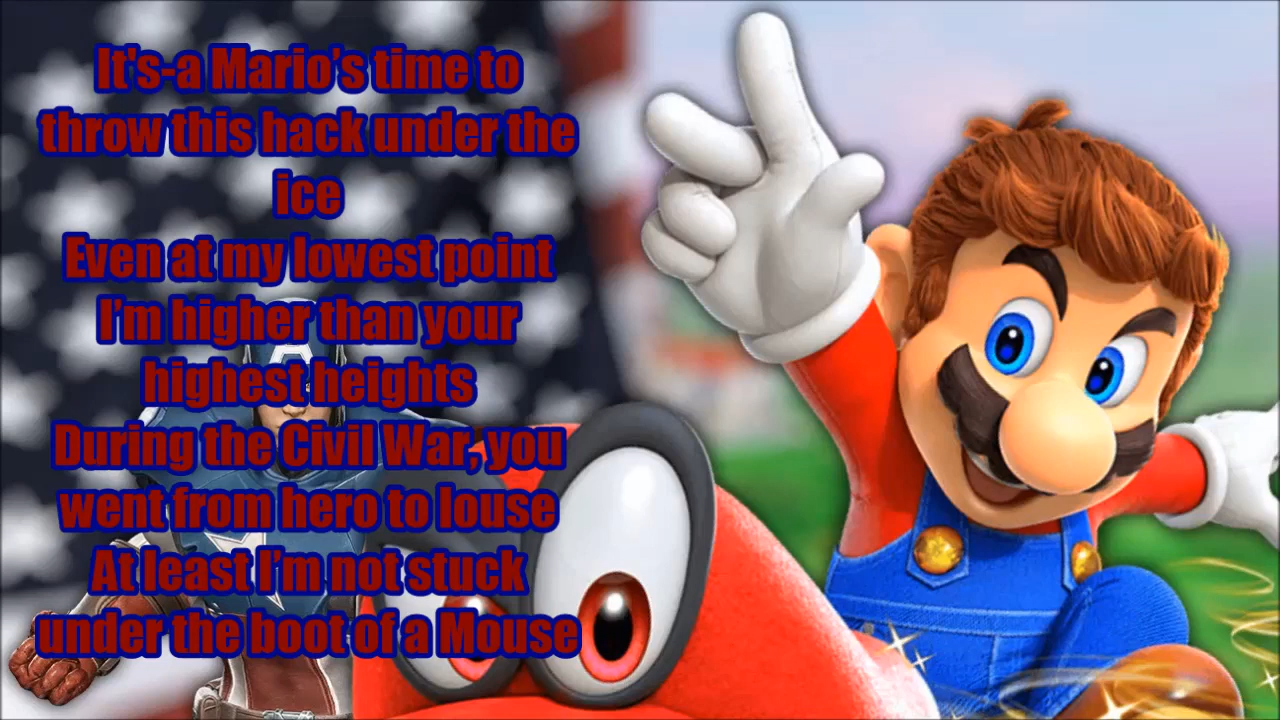 It's-a Mario’s time to
throw this hack under the
ice
Even at my lowest point
I’m higher than your
highest heights
During the Civil War, you
went from hero to louse
At least I’m not stuck
under the boot of a Mouse